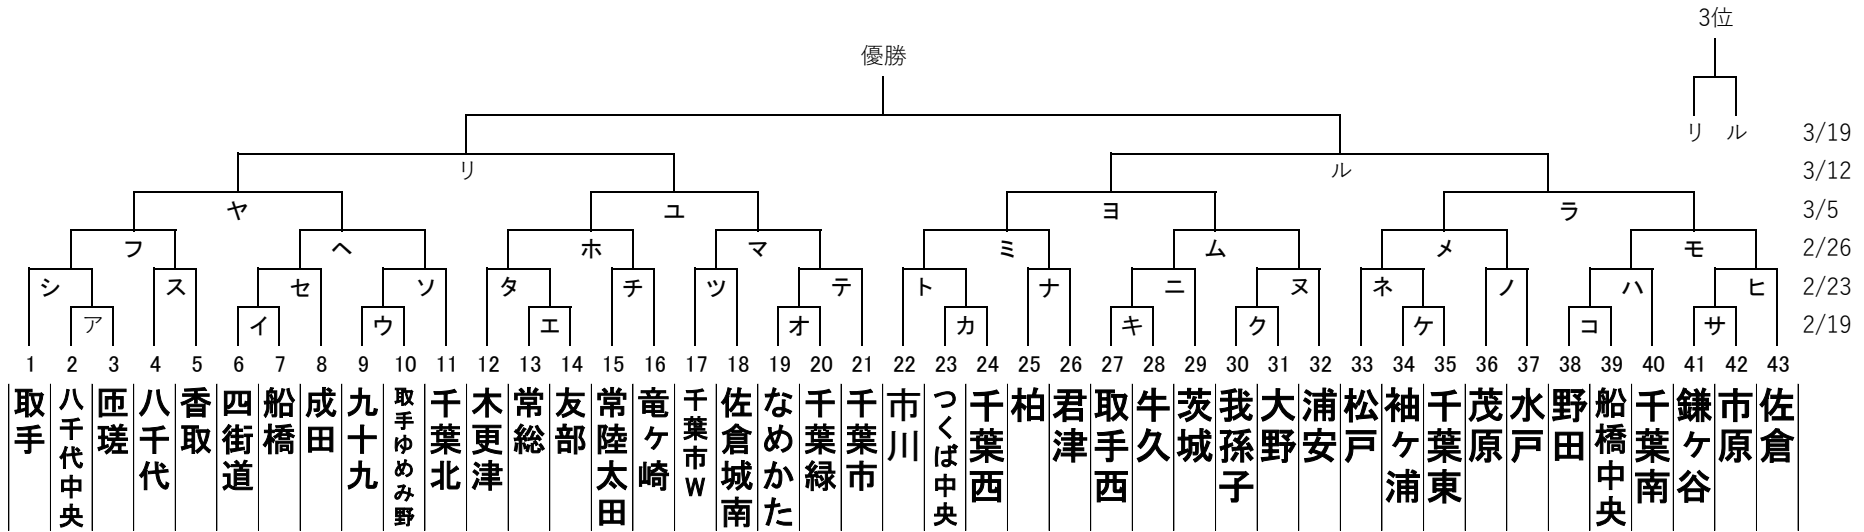 3位
優勝
リ ル 3/19
リ ル 3/12
ヤ ユ ヨ ラ 3/5
フ ヘ ホ マ ミ ム メ モ 2/26
シ ス セ ソ タ チ ツ テ ト ナ ニ ヌ ネ ノ ハ ヒ 2/23
ア イ ウ エ オ カ キ ク ケ コ サ 2/19
1 2 3 4 5 6 7 8 9 10 11 12 13 14 15 16 17 18 19 20 21 22 23 24 25 26 27 28 29 30 31 32 33 34 35 36 37 38 39 40 41 42 43
取手
八千代中央
匝瑳
八千代
香取
四街道
船橋
成田
九十九
取手ゆめみ野
千葉北
木更津
常総
友部
常陸太田
竜ヶ崎
千葉市W
佐倉城南
なめかた
千葉緑
千葉市
市川
つくば中央
千葉西
柏
君津
取手西
牛久
茨城
我孫子
大野
浦安
松戸
袖ヶ浦
千葉東
茂原
水戸
野田
船橋中央
千葉南
鎌ヶ谷
市原
佐倉